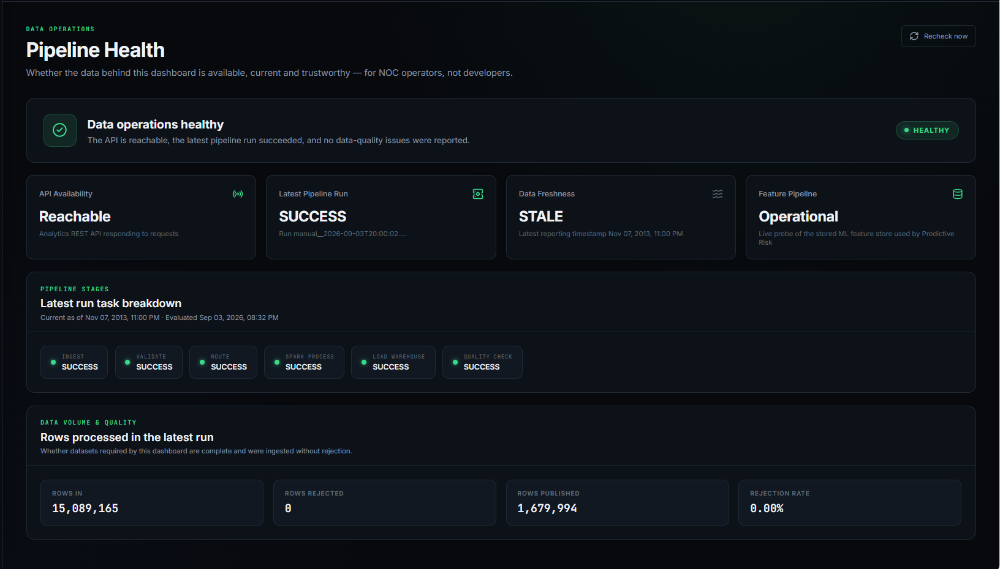 DATA OPERATIONS
Pipeline Health
Whether the data behind this dashboard is available, current and trustworthy — for NOC operators, not developers.
Recheck now
Data operations healthy
The API is reachable, the latest pipeline run succeeded, and no data-quality issues were reported.
HEALTHY
API Availability
Reachable
Analytics REST API responding to requests
Latest Pipeline Run
SUCCESS
Run manual__2026-09-03T20:00:02....
Data Freshness
STALE
Latest reporting timestamp Nov 07, 2013, 11:00 PM
Feature Pipeline
Operational
Live probe of the stored ML feature store used by Predictive
Risk
PIPELINE STAGES
Latest run task breakdown
Current as of Nov 07, 2013, 11:00 PM · Evaluated Sep 03, 2026, 08:32 PM
INGEST
SUCCESS
VALIDATE
SUCCESS
ROUTE
SUCCESS
SPARK PROCESS
SUCCESS
LOAD WAREHOUSE
SUCCESS
QUALITY CHECK
SUCCESS
DATA VOLUME & QUALITY
Rows processed in the latest run
Whether datasets required by this dashboard are complete and were ingested without rejection.
ROWS IN
15,089,165
ROWS REJECTED
0
ROWS PUBLISHED
1,679,994
REJECTION RATE
0.00%